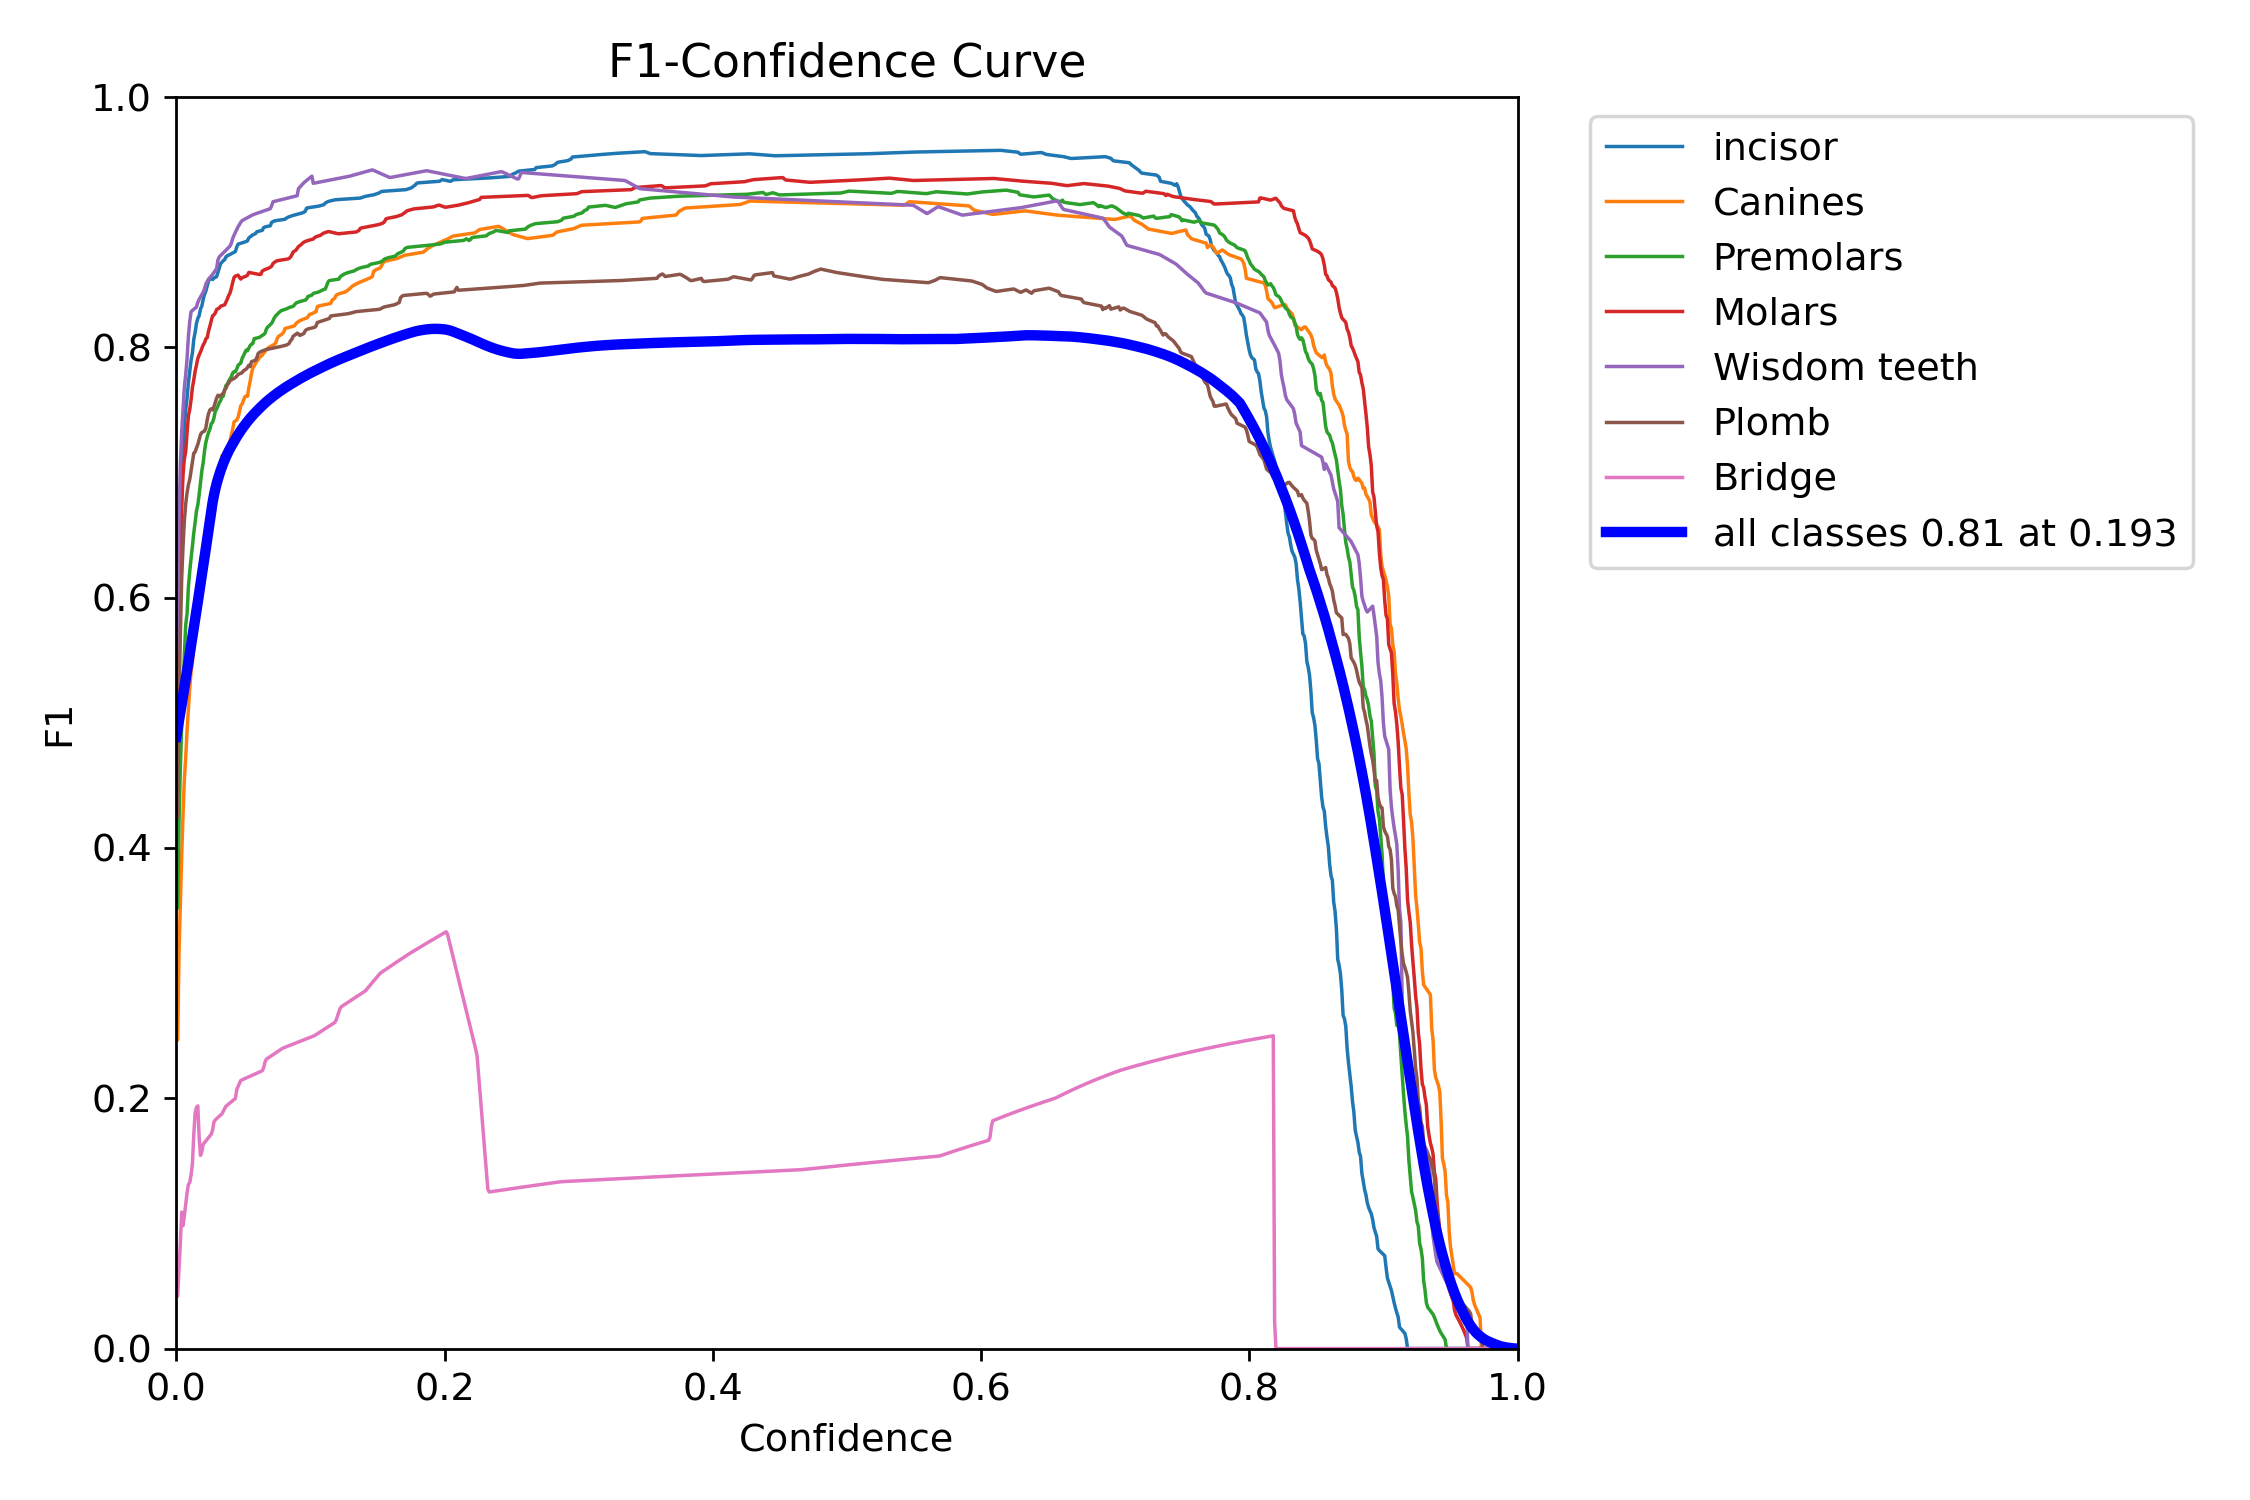 F1-Confidence Curve
1.0
0.8
0.6
0.4
0.2
0.0
F1
0.0 0.2 0.4 0.6 0.8 1.0
Confidence
incisor
Canines
Premolars
Molars
Wisdom teeth
Plomb
Bridge
all classes 0.81 at 0.193